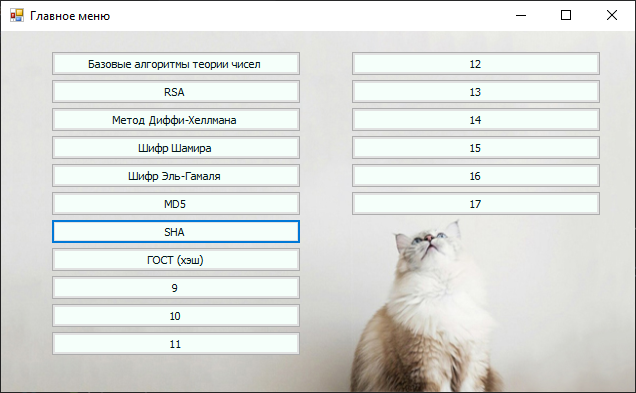 Главное меню
Базовые алгоритмы теории чисел
RSA
Метод Диффи-Хеллмана
Шифр Шамира
Шифр Эль-Гамаля
MD5
SHA
ГОСТ (хэш)
9
10
11
12
13
14
15
16
17